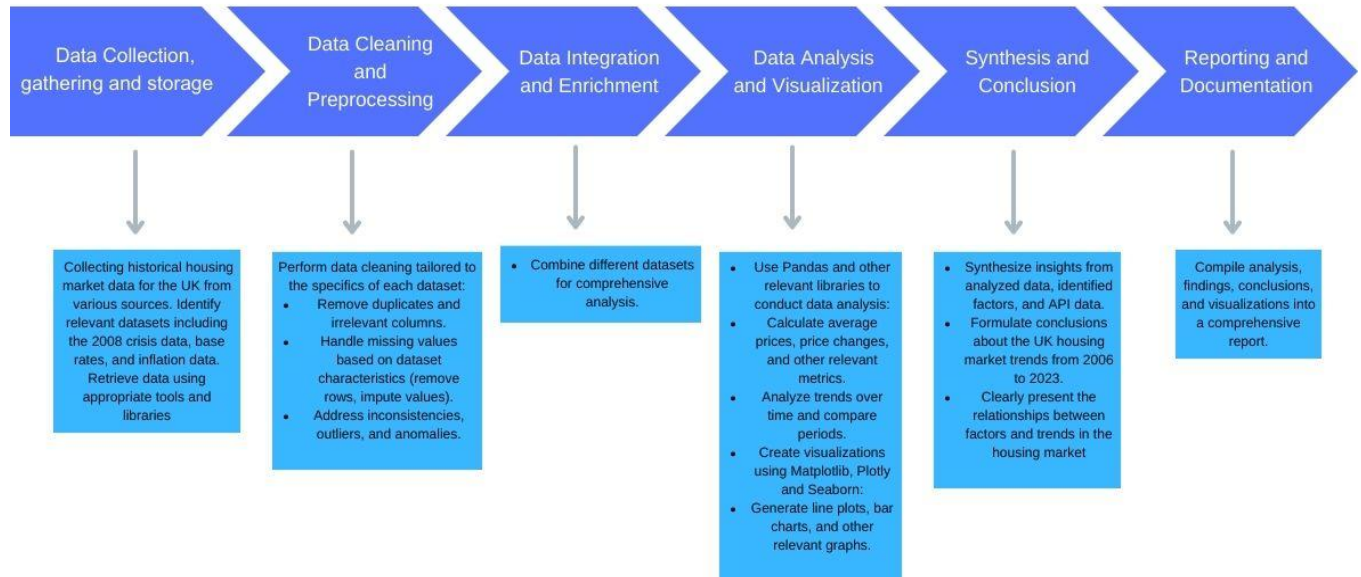 Data Collection,
gathering and storage
Data Cleaning
and
Preprocessing
Data Integration
and Enrichment
Data Analysis
and Visualization
Synthesis and
Conclusion
Reporting and
Documentation
Collecting historical housing
market data for the UK from
various sources. Identify
relevant datasets including
the 2008 crisis data, base
rates, and inflation data.
Retrieve data using
appropriate tools and
libraries
Perform data cleaning tailored to
the specifics of each dataset:
• Remove duplicates and
irrelevant columns.
• Handle missing values
based on dataset
characteristics (remove
rows, impute values).
• Address inconsistencies,
outliers, and anomalies.
• Combine different datasets
for comprehensive
analysis.
• Use Pandas and other
relevant libraries to
conduct data analysis:
• Calculate average
prices, price changes,
and other relevant
metrics.
• Analyze trends over
time and compare
periods.
• Create visualizations
using Matplotlib, Plotly
and Seaborn:
• Generate line plots, bar
charts, and other
relevant graphs.
• Synthesize insights from
analyzed data, identified
factors, and API data.
• Formulate conclusions
about the UK housing
market trends from 2006
to 2023.
• Clearly present the
relationships between
factors and trends in the
housing market
Compile analysis,
findings, conclusions,
and visualizations into
a comprehensive
report.